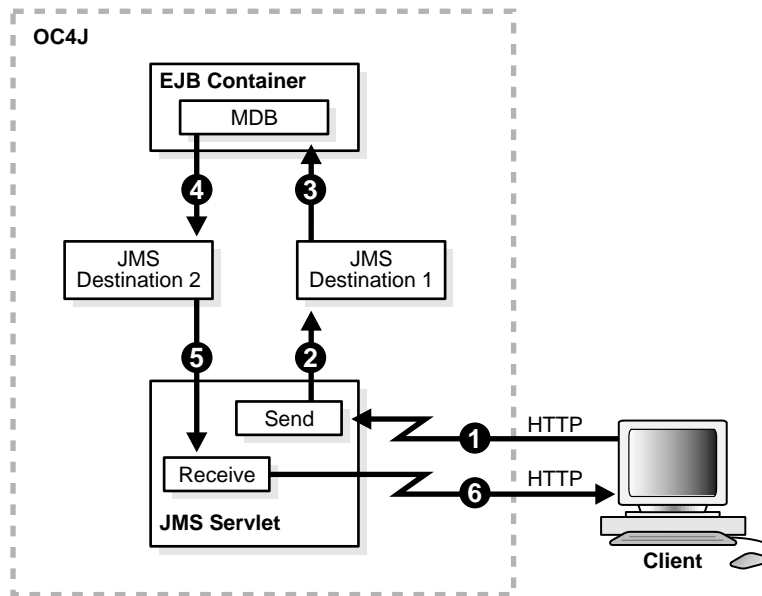 OC4J
EJB Container
MDB
4
3
JMS
Destination 2
JMS
Destination 1
5
2
Send
HTTP
1
Receive
HTTP
6
JMS Servlet
Client